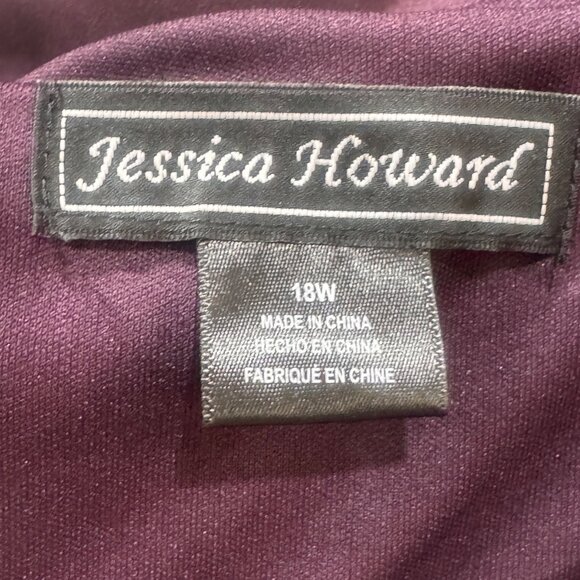 Jessica Howard
18W
MADE IN CHINA
HECHO EN CHINA
FABRIQUÉ EN CHINE